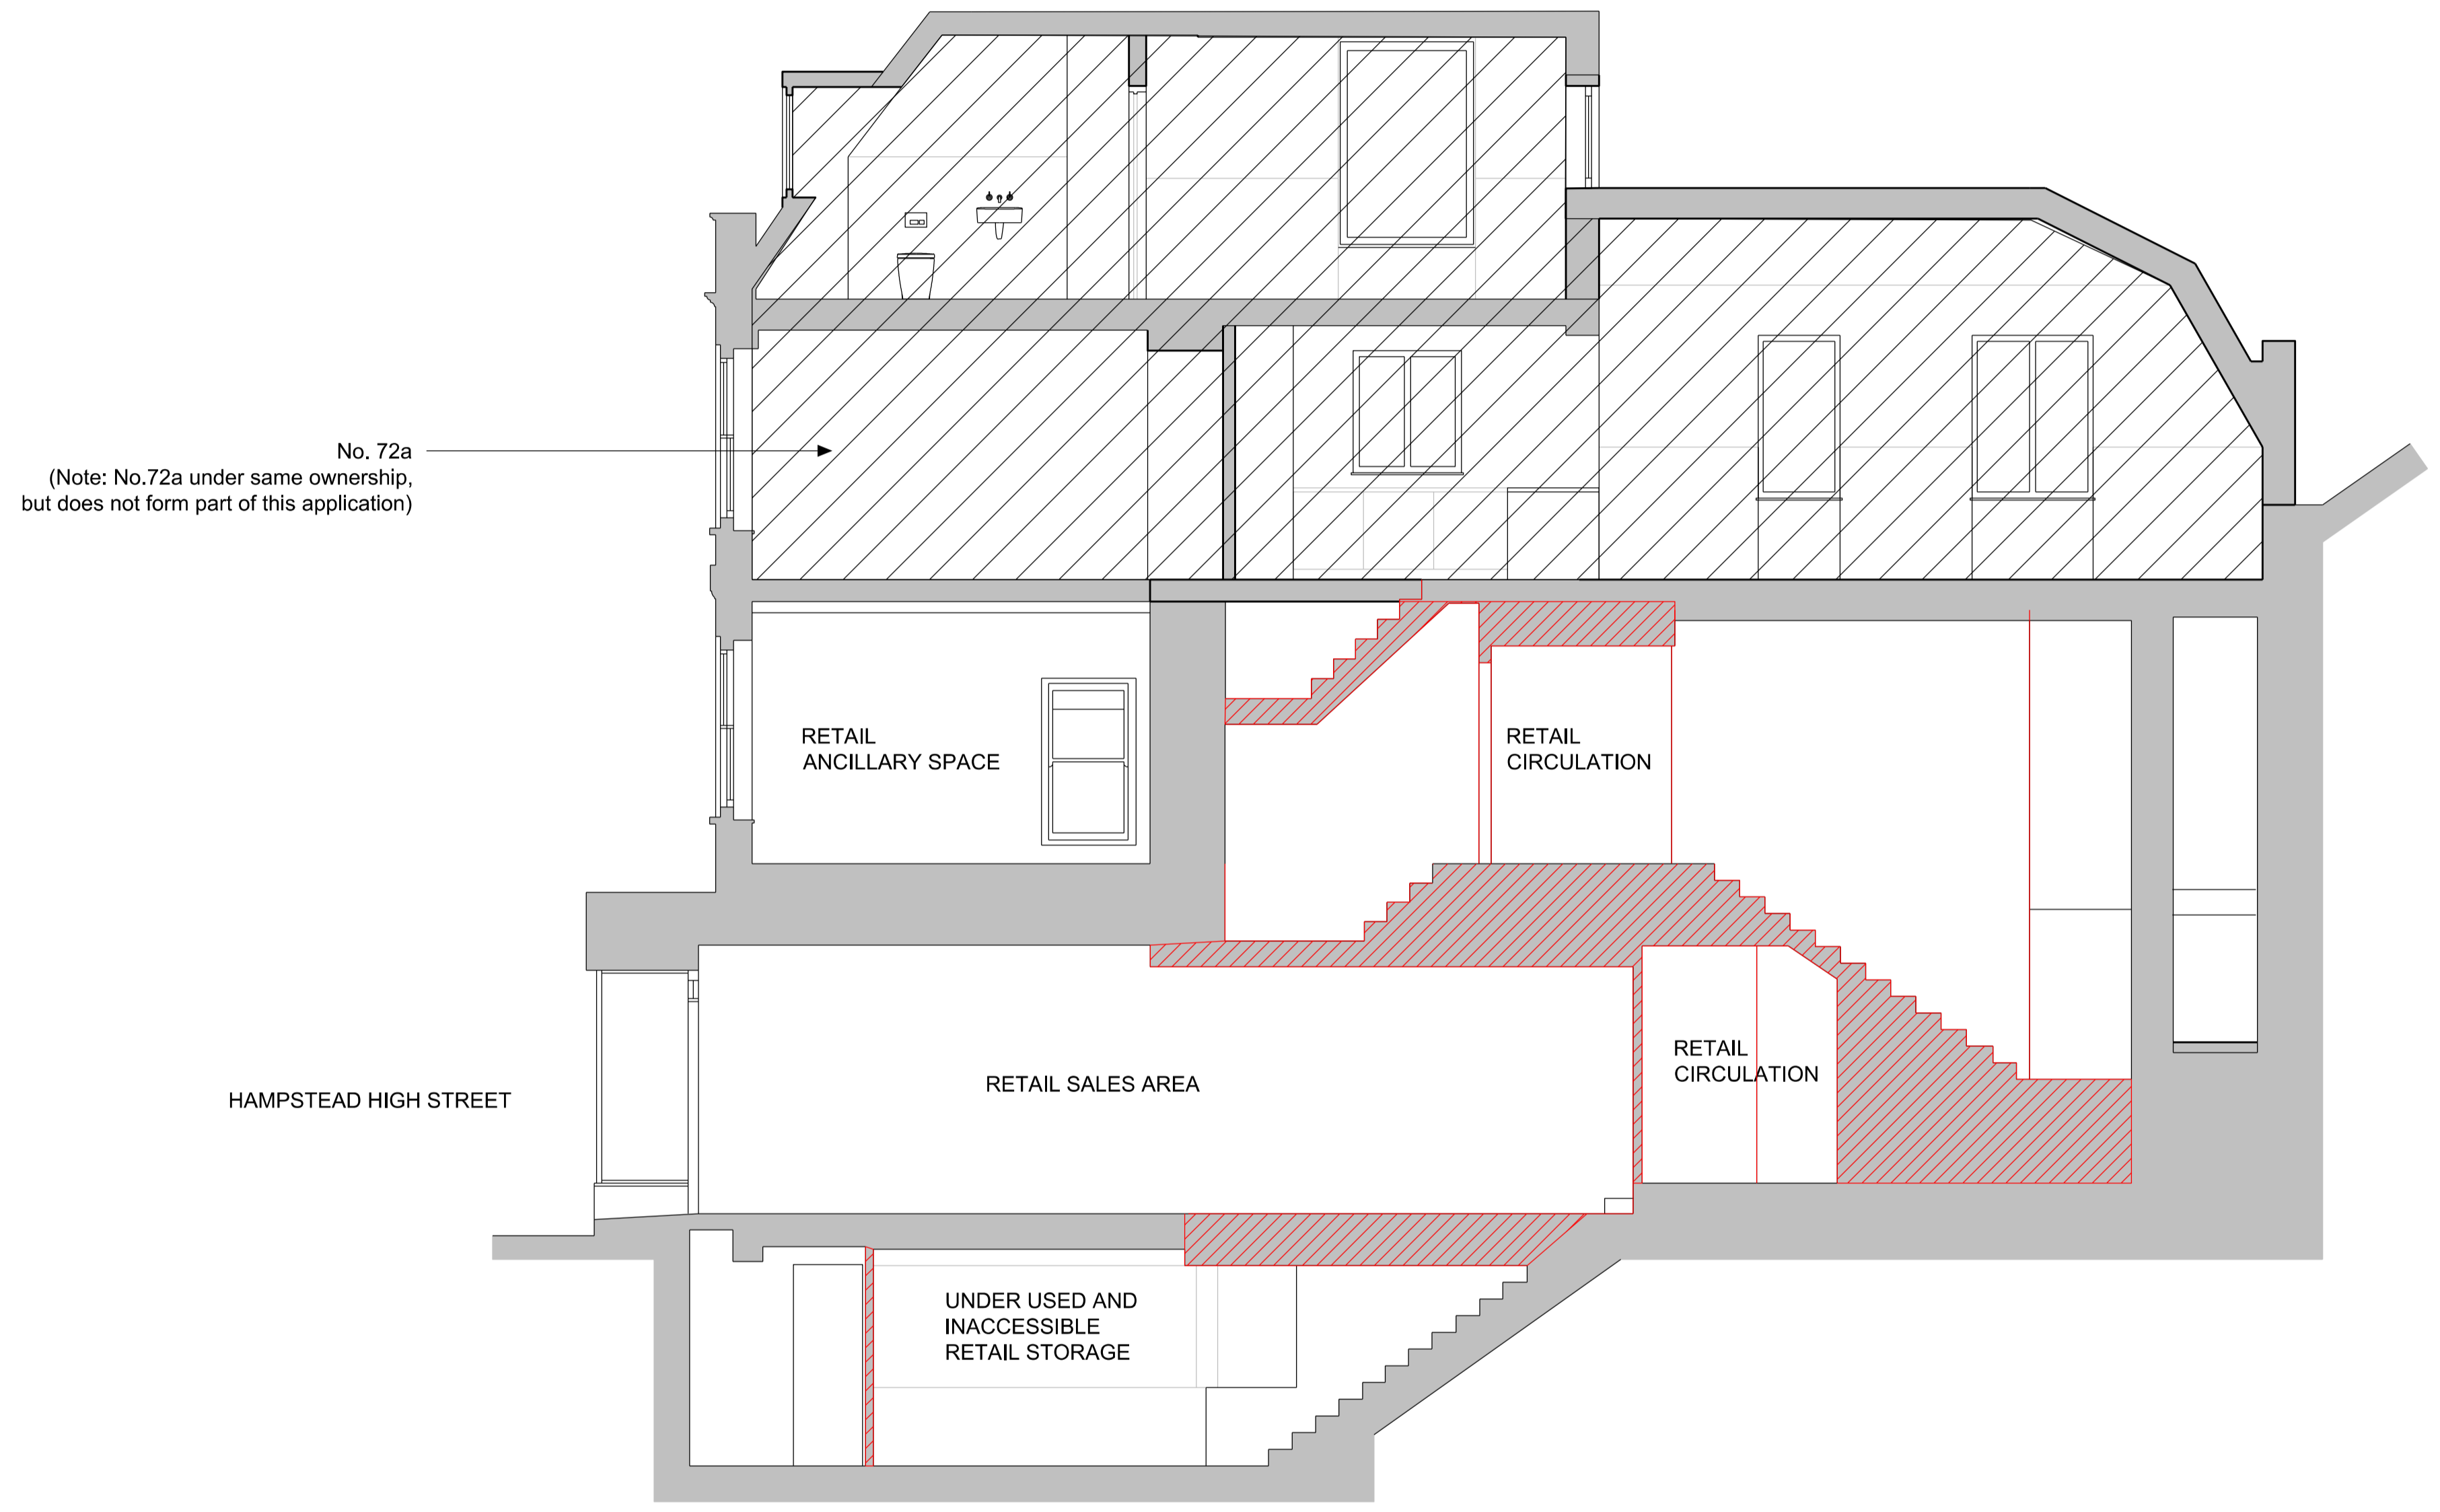 No. 72a
(Note: No.72a under same ownership,
but does not form part of this application)
RETAIL
ANCILLARY SPACE
RETAIL
CIRCULATION
RETAIL
CIRCULATION
RETAIL SALES AREA
HAMPSTEAD HIGH STREET
UNDER USED AND
INACCESSIBLE
RETAIL STORAGE